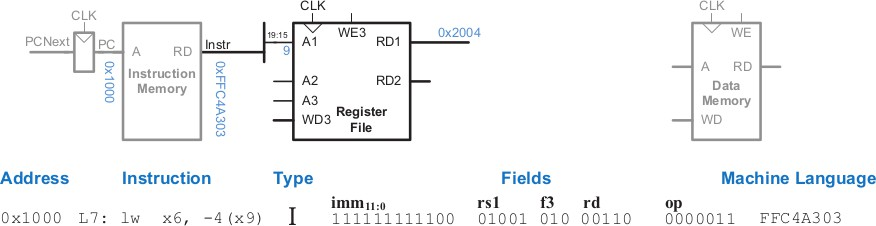 CLK CLK CLK
PCNext PC A RD Instr 19:15 9 A1 WE3 RD1 0x2004 WE
0x1000 Instruction Memory 0xFFC4A303 A2 RD2 A RD
A3 Register File Data Memory
WD3 WD
Address Instruction Type Fields Machine Language
imm11:0 rs1 f3 rd op
0x1000 L7: lw x6, -4(x9) I 111111111100 01001 010 00110 0000011 FFC4A303